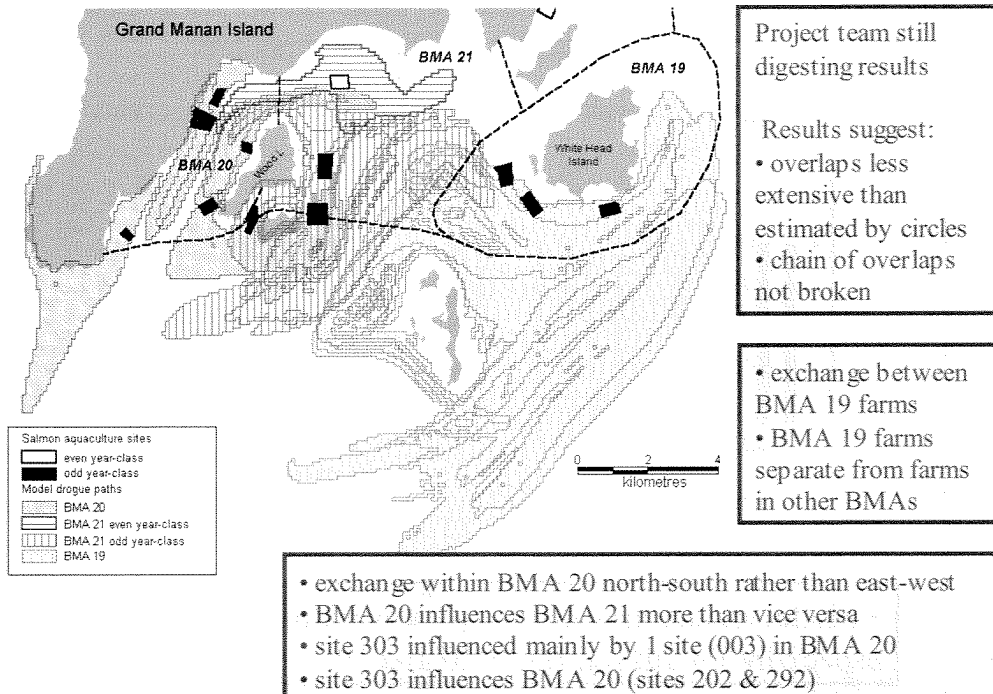 Grand Manan Island
BMA 21
BMA 19
BMA 20
Wood I.
White Head
Island
Project team still
digesting results
Results suggest:
• overlaps less
extensive than
estimated by circles
• chain of overlaps
not broken
• exchange between
BMA 19 farms
• BMA 19 farms
separate from farms
in other BMAs
Salmon aquaculture sites
even year-class
odd year-class
Model drogue paths
BMA 20
BMA 21 even year-class
BMA 21 odd year-class
BMA 19
0 2 4
kilometres
• exchange within BMA 20 north-south rather than east-west
• BMA 20 influences BMA 21 more than vice versa
• site 303 influenced mainly by 1 site (003) in BMA 20
• site 303 influences BMA 20 (sites 202 & 292)